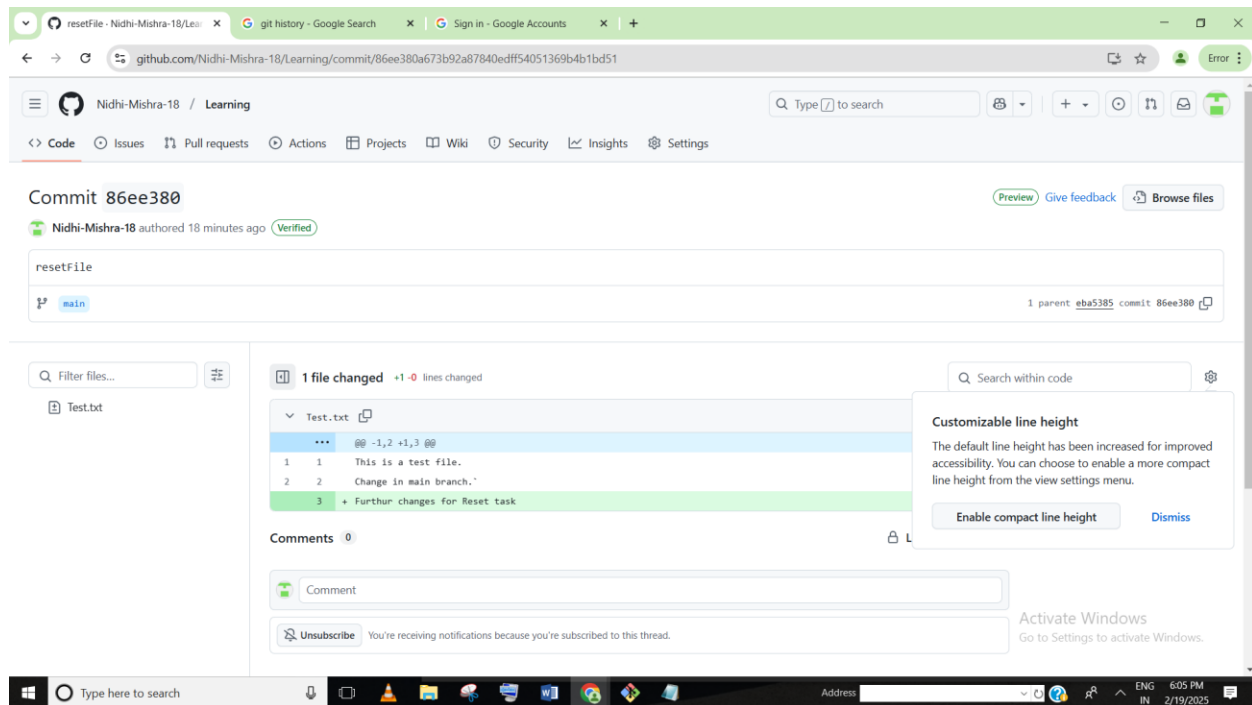 resetFile · Nidhi-Mishra-18/Lear
git history - Google Search
Sign in - Google Accounts
github.com/Nidhi-Mishra-18/Learning/commit/86ee380a673b92a87840edff54051369b4b1bd51
Error
Nidhi-Mishra-18 / Learning
Type / to search
<> Code Issues Pull requests Actions Projects Wiki Security Insights Settings
Commit 86ee380
Preview Give feedback Browse files
Nidhi-Mishra-18 authored 18 minutes ago Verified
resetFile
main
1 parent eba5385 commit 86ee380
Filter files...
1 file changed +1 -0 lines changed
Search within code
Test.txt
Test.txt
@@ -1,2 +1,3 @@
1 1 This is a test file.
2 2 Change in main branch.`
3 + Furthur changes for Reset task
Customizable line height
The default line height has been increased for improved
accessibility. You can choose to enable a more compact
line height from the view settings menu.
Enable compact line height Dismiss
Comments 0
L
Comment
Unsubscribe You're receiving notifications because you're subscribed to this thread.
Activate Windows
Go to Settings to activate Windows.
Type here to search
Address
ENG
IN
6:05 PM
2/19/2025